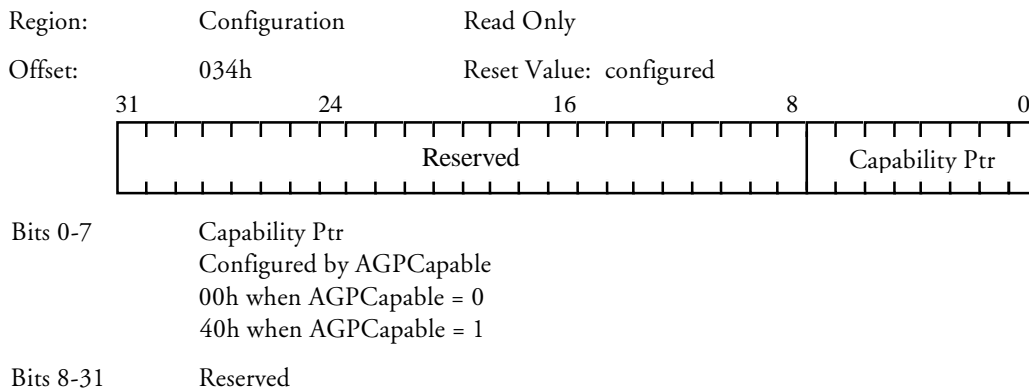 Region: Configuration Read Only
Offset: 034h Reset Value: configured
31 24 16 8 0
Reserved Capability Ptr
Bits 0-7 Capability Ptr
Configured by AGPCapable
00h when AGPCapable = 0
40h when AGPCapable = 1
Bits 8-31 Reserved